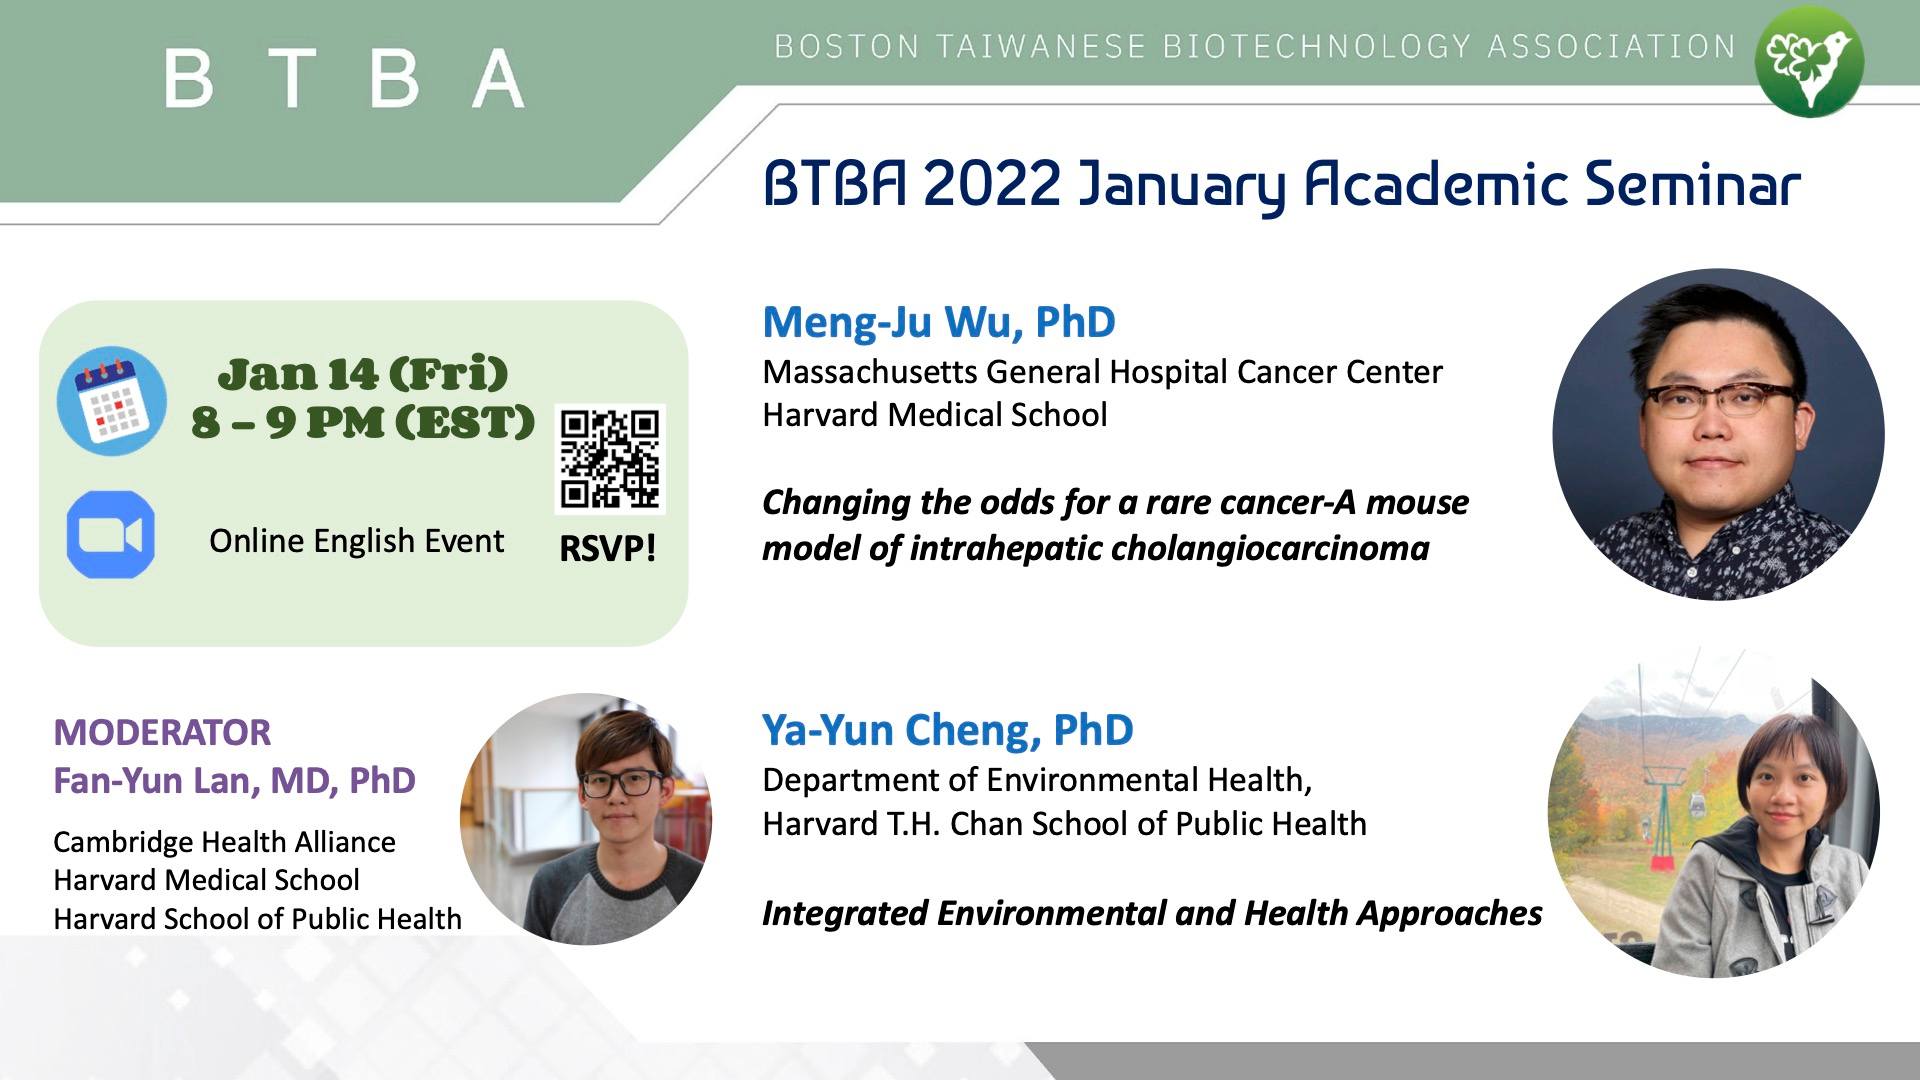 B T B A
BOSTON TAIWANESE BIOTECHNOLOGY ASSOCIATION
BTBA 2022 January Academic Seminar
Jan 14 (Fri)
8 – 9 PM (EST)
Online English Event
RSVP!
Meng-Ju Wu, PhD
Massachusetts General Hospital Cancer Center
Harvard Medical School
Changing the odds for a rare cancer-A mouse
model of intrahepatic cholangiocarcinoma
MODERATOR
Fan-Yun Lan, MD, PhD
Cambridge Health Alliance
Harvard Medical School
Harvard School of Public Health
Ya-Yun Cheng, PhD
Department of Environmental Health,
Harvard T.H. Chan School of Public Health
Integrated Environmental and Health Approaches